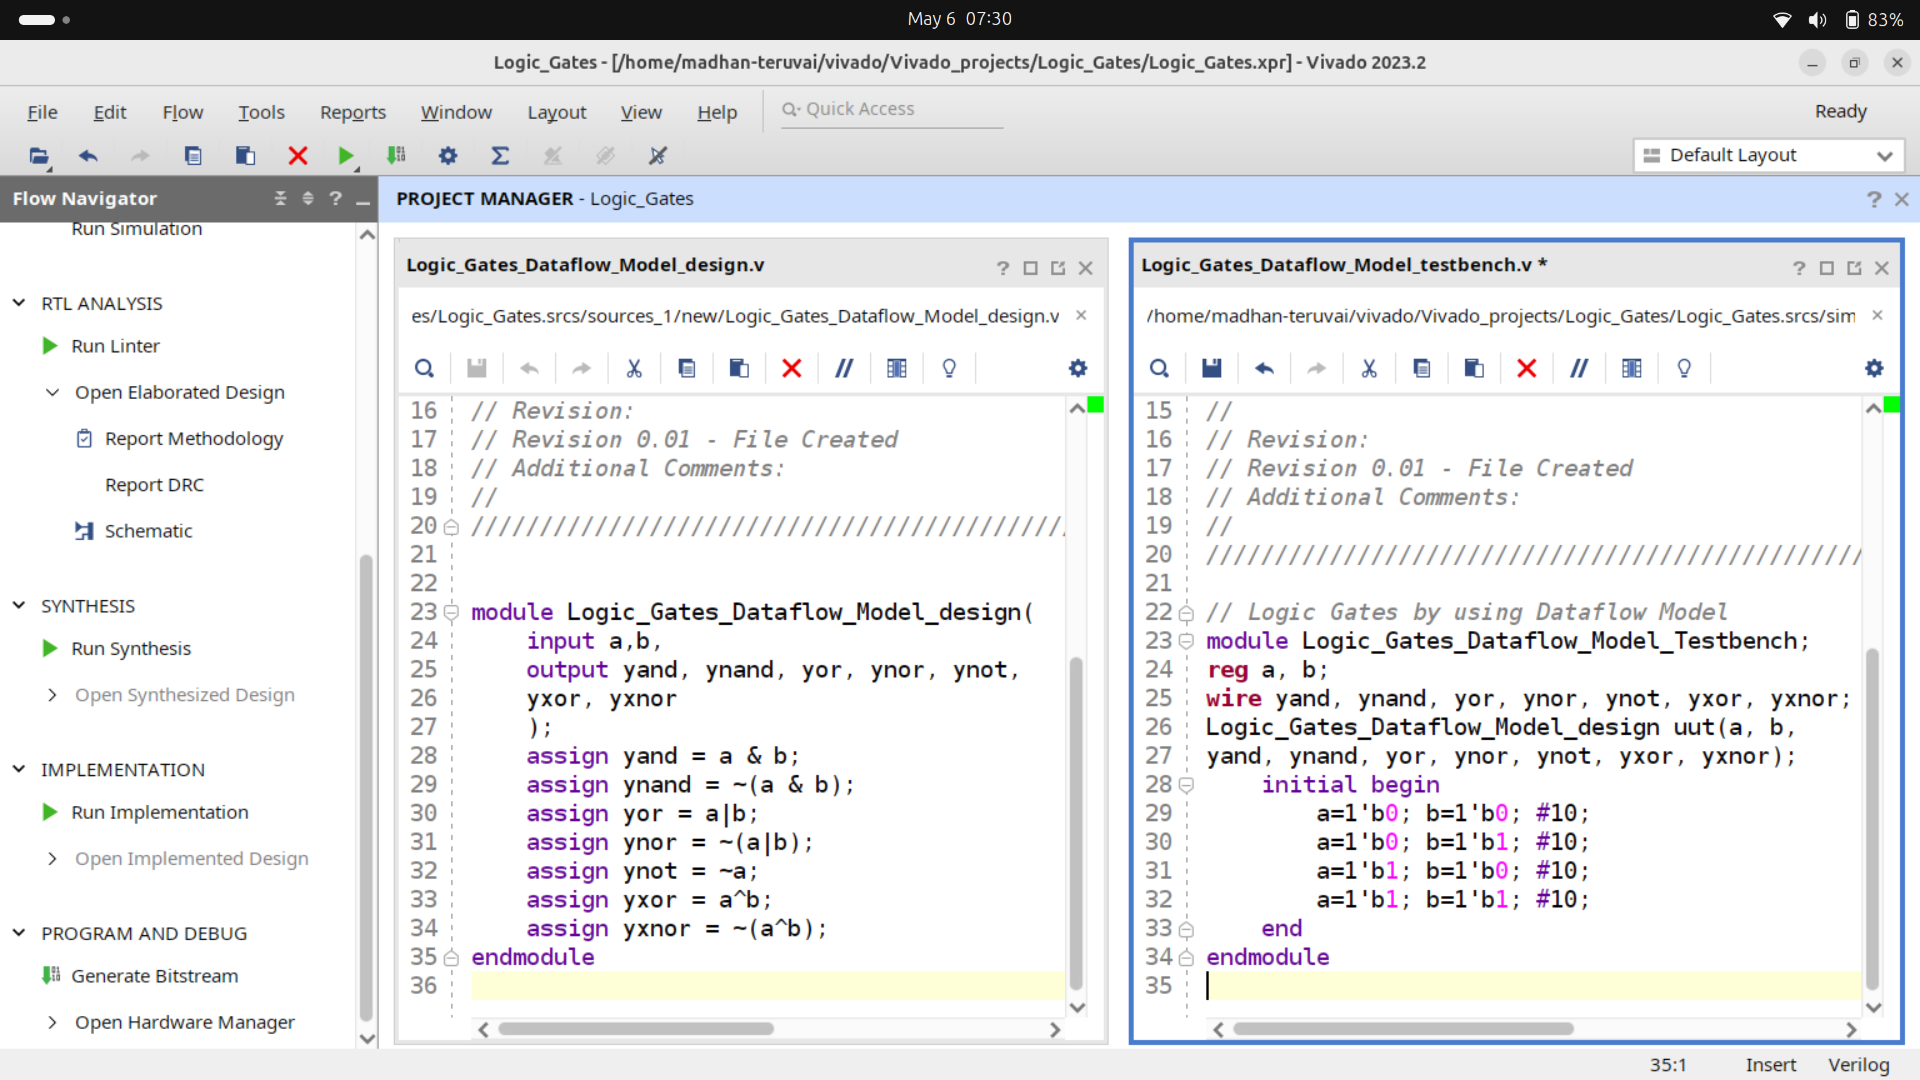 May 6 07:30
83%
Logic_Gates - [/home/madhan-teruvai/vivado/Vivado_projects/Logic_Gates/Logic_Gates.xpr] - Vivado 2023.2
File Edit Flow Tools Reports Window Layout View Help Quick Access Ready
Default Layout
Flow Navigator
PROJECT MANAGER - Logic_Gates
Run Simulation
RTL ANALYSIS
Run Linter
Open Elaborated Design
Report Methodology
Report DRC
Schematic
SYNTHESIS
Run Synthesis
Open Synthesized Design
IMPLEMENTATION
Run Implementation
Open Implemented Design
PROGRAM AND DEBUG
Generate Bitstream
Open Hardware Manager
Logic_Gates_Dataflow_Model_design.v
es/Logic_Gates.srcs/sources_1/new/Logic_Gates_Dataflow_Model_design.v
16 // Revision:
17 // Revision 0.01 - File Created
18 // Additional Comments:
19 //
20 ///////////////////////////////////////////
21
22
23 module Logic_Gates_Dataflow_Model_design(
24 input a,b,
25 output yand, ynand, yor, ynor, ynot,
26 yxor, yxnor
27 );
28 assign yand = a & b;
29 assign ynand = ~(a & b);
30 assign yor = a|b;
31 assign ynor = ~(a|b);
32 assign ynot = ~a;
33 assign yxor = a^b;
34 assign yxnor = ~(a^b);
35 endmodule
36
Logic_Gates_Dataflow_Model_testbench.v *
/home/madhan-teruvai/vivado/Vivado_projects/Logic_Gates/Logic_Gates.srcs/sim
15 //
16 // Revision:
17 // Revision 0.01 - File Created
18 // Additional Comments:
19 //
20 ////////////////////////////////////////////////
21
22 // Logic Gates by using Dataflow Model
23 module Logic_Gates_Dataflow_Model_Testbench;
24 reg a, b;
25 wire yand, ynand, yor, ynor, ynot, yxor, yxnor;
26 Logic_Gates_Dataflow_Model_design uut(a, b,
27 yand, ynand, yor, ynor, ynot, yxor, yxnor);
28 initial begin
29 a=1'b0; b=1'b0; #10;
30 a=1'b0; b=1'b1; #10;
31 a=1'b1; b=1'b0; #10;
32 a=1'b1; b=1'b1; #10;
33 end
34 endmodule
35
35:1 Insert Verilog